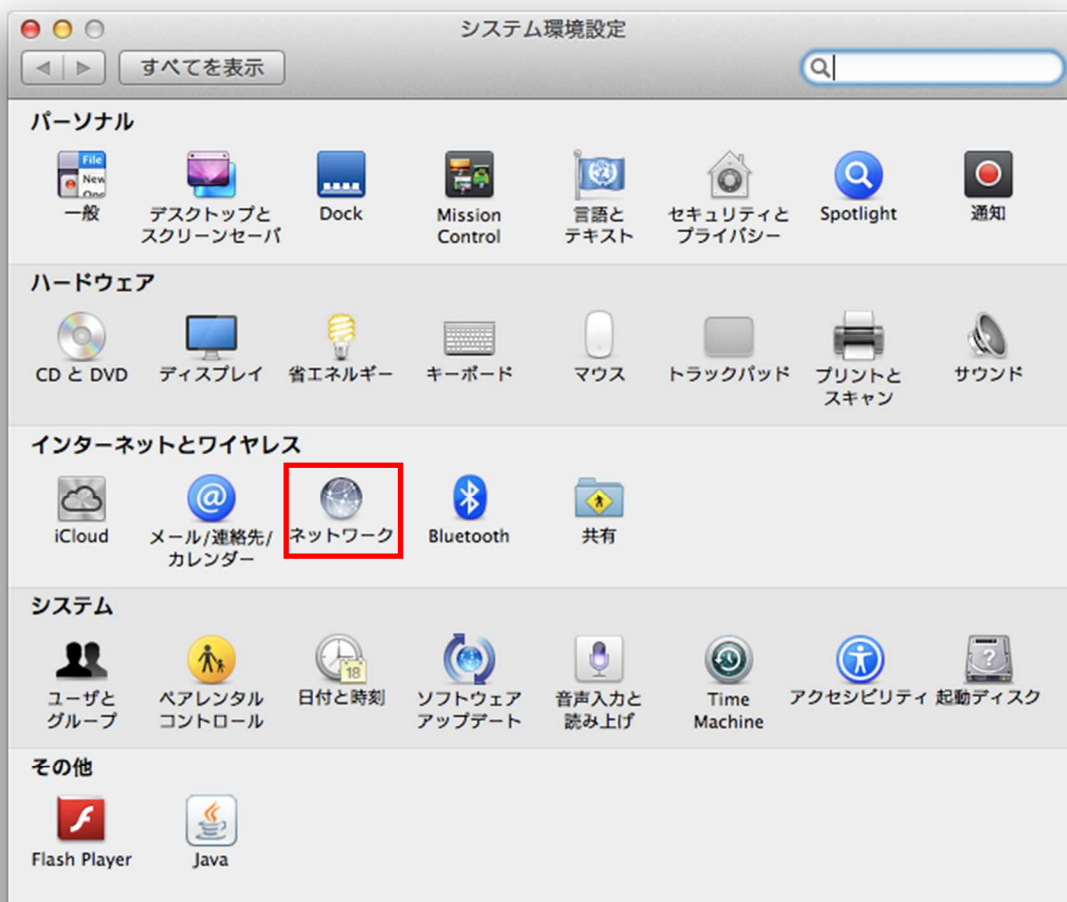 システム環境設定
すべてを表示
パーソナル
File
New
One
一般
デスクトップと
スクリーンセーバ
Dock
Mission
Control
言語と
テキスト
セキュリティと
プライバシー
Spotlight
通知
ハードウェア
CD と DVD
ディスプレイ
省エネルギー
キーボード
マウス
トラックパッド
プリントと
スキャン
サウンド
インターネットとワイヤレス
iCloud
@
メール/連絡先/
カレンダー
ネットワーク
Bluetooth
共有
システム
ユーザと
グループ
ペアレンタル
コントロール
18
日付と時刻
ソフトウェア
アップデート
音声入力と
読み上げ
Time
Machine
アクセシビリティ
?
起動ディスク
その他
Flash Player
Java